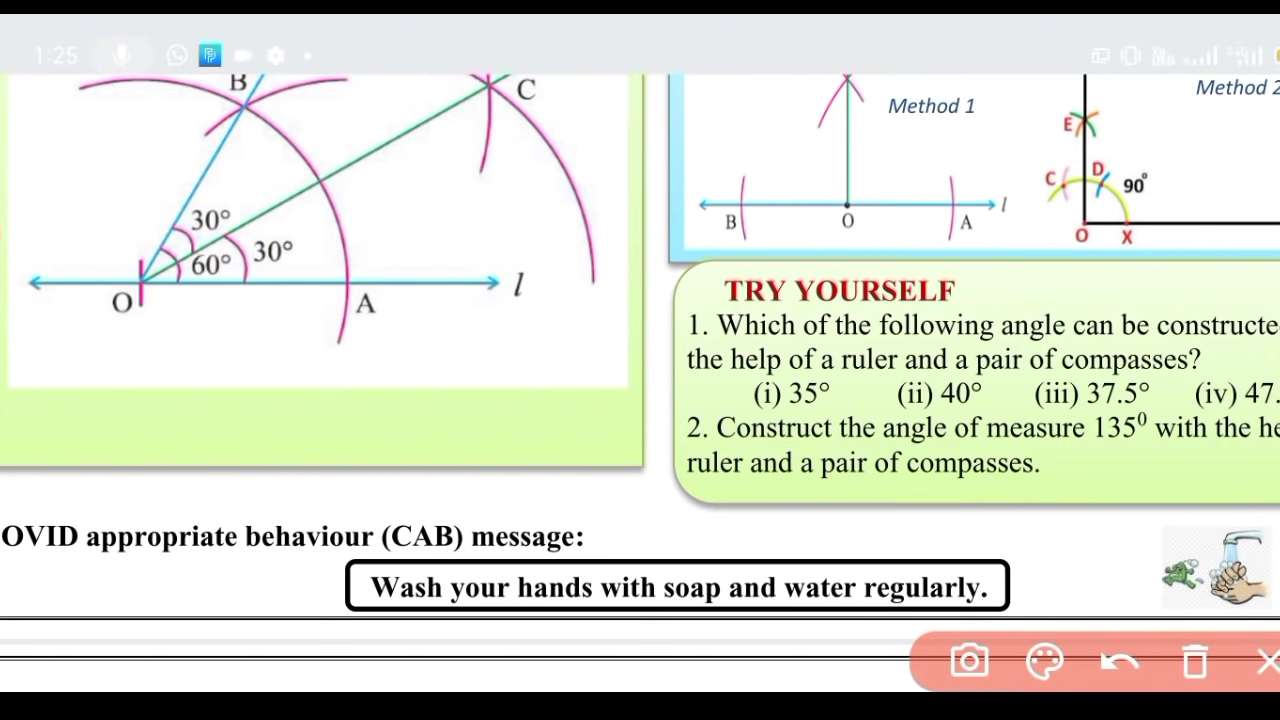 1:25
B
C
30°
60°
30°
O
A
l
Method 1
B
O
A
l
Method 2
E
C
D
90°
O
X
TRY YOURSELF
1. Which of the following angle can be constructe
the help of a ruler and a pair of compasses?
(i) 35° (ii) 40° (iii) 37.5° (iv) 47.
2. Construct the angle of measure 135⁰ with the he
ruler and a pair of compasses.
OVID appropriate behaviour (CAB) message:
Wash your hands with soap and water regularly.